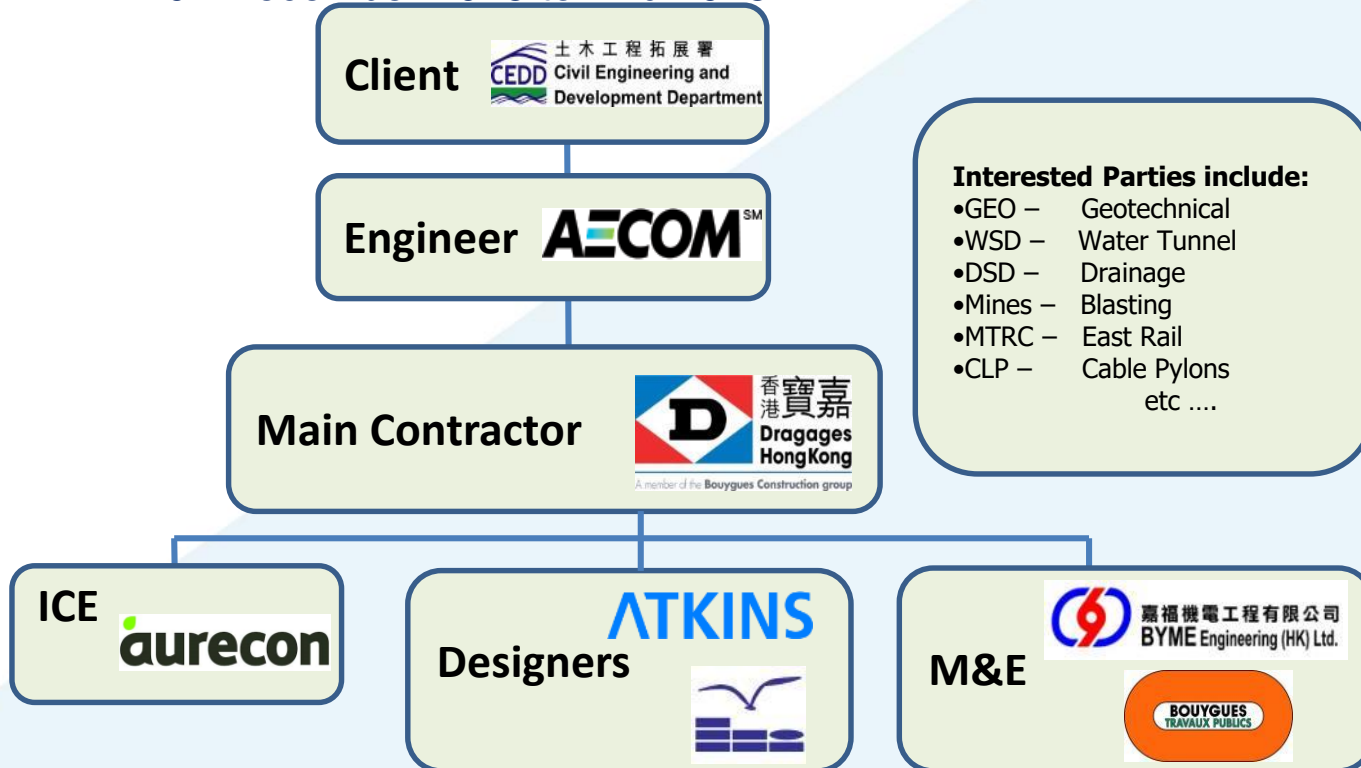 Client
土木工程拓展署
CEDD Civil Engineering and
Development Department
Engineer AECOM℠
Main Contractor
香港寶嘉
D
Dragages
HongKong
A member of the Bouygues Construction group
Interested Parties include:
•GEO – Geotechnical
•WSD – Water Tunnel
•DSD – Drainage
•Mines – Blasting
•MTRC – East Rail
•CLP – Cable Pylons
etc ....
ICE
aurecon
ATKINS
Designers
M&E
嘉福機電工程有限公司
BYME Engineering (HK) Ltd.
BOUYGUES
TRAVAUX PUBLICS